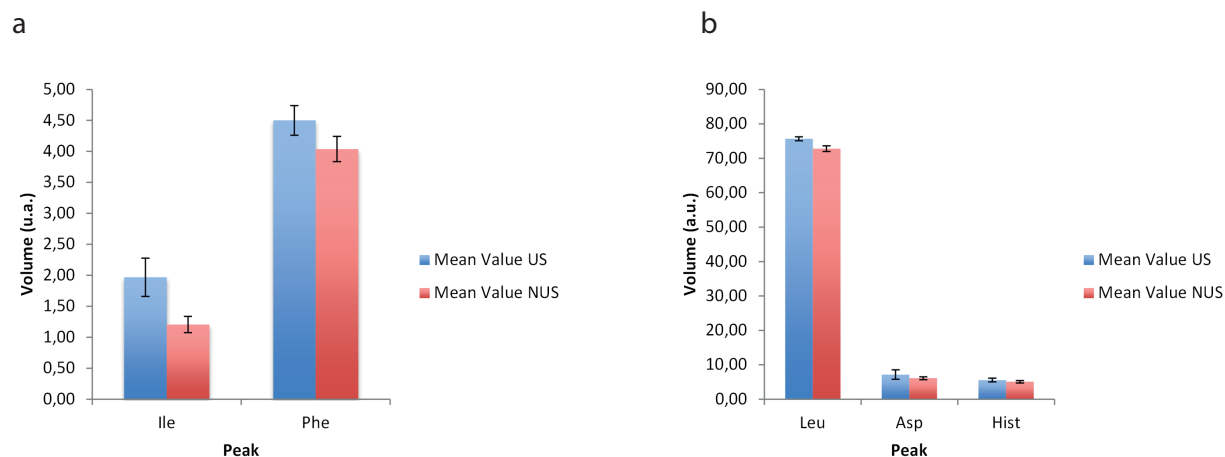 a
5,00
4,50
4,00
3,50
3,00
2,50
2,00
1,50
1,00
0,50
0,00
Volume (u.a.)
Ile
Phe
Peak
Mean Value US
Mean Value NUS
b
90,00
80,00
70,00
60,00
50,00
40,00
30,00
20,00
10,00
0,00
Volume (a.u.)
Leu
Asp
Hist
Peak
Mean Value US
Mean Value NUS